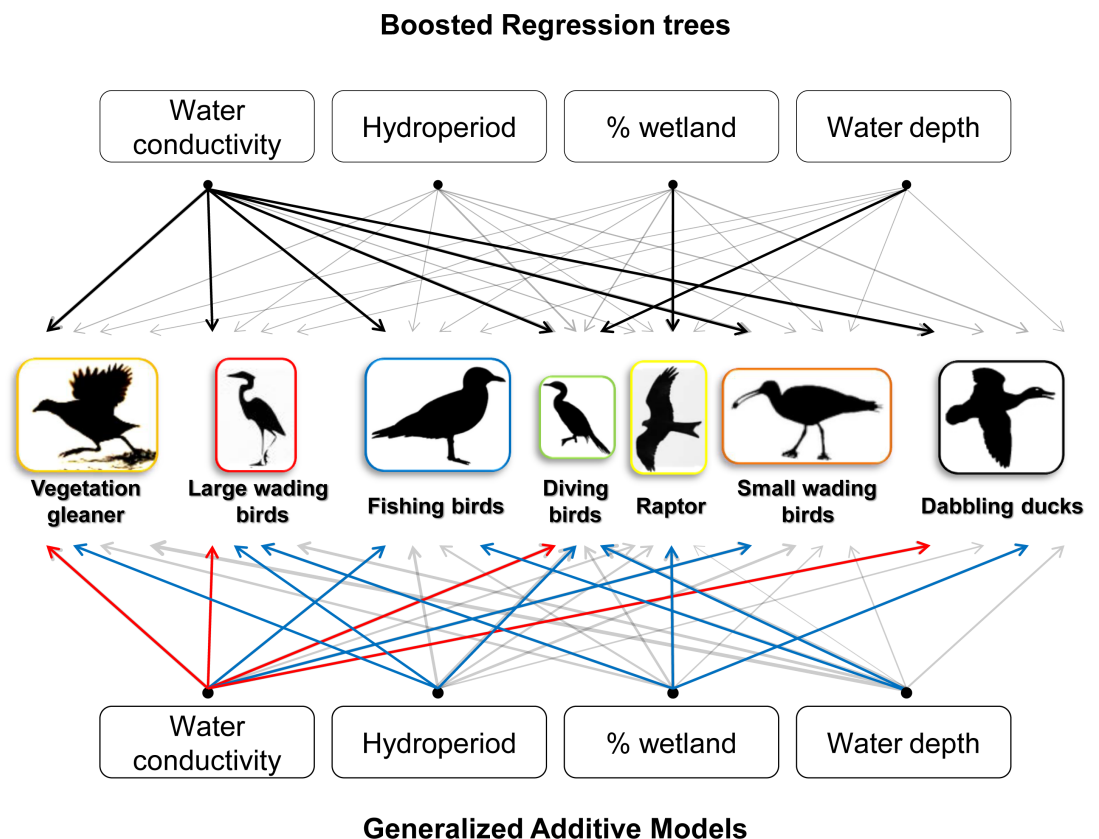 Boosted Regression trees
Water
conductivity
Hydroperiod
% wetland
Water depth
Vegetation
gleaner
Large wading
birds
Fishing birds
Diving
birds
Raptor
Small wading
birds
Dabbling ducks
Water
conductivity
Hydroperiod
% wetland
Water depth
Generalized Additive Models